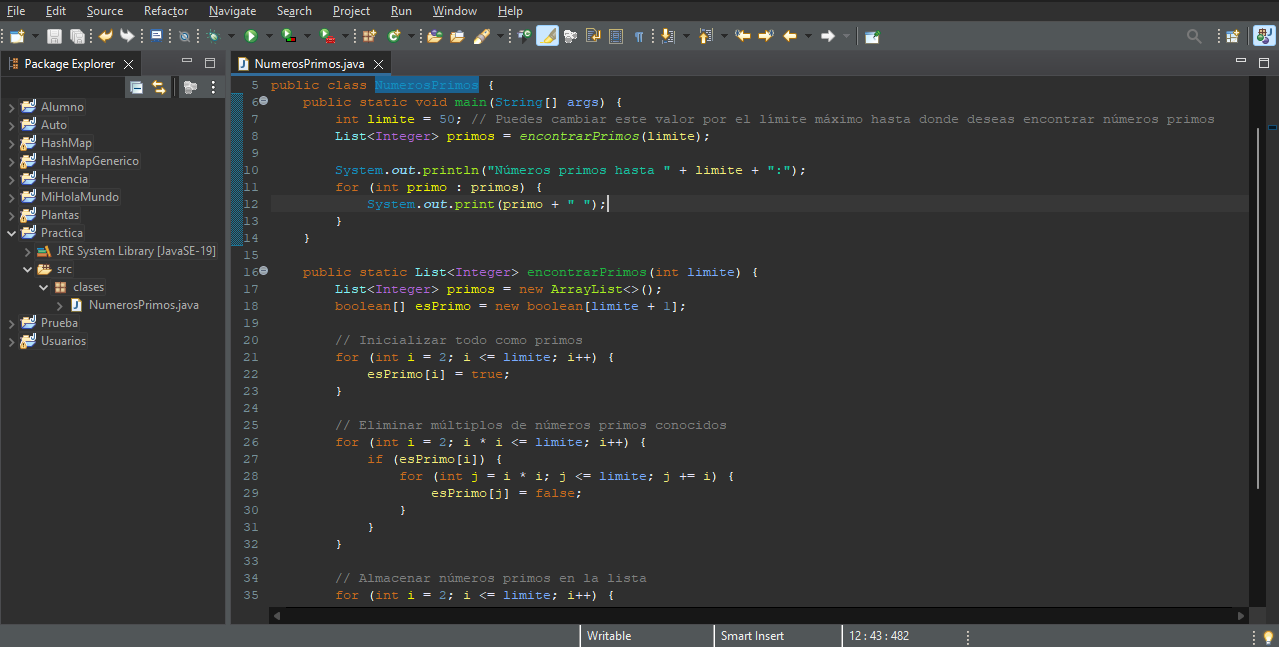 File Edit Source Refactor Navigate Search Project Run Window Help
Package Explorer
NumerosPrimos.java
Alumno
Auto
HashMap
HashMapGenerico
Herencia
MiHolaMundo
Plantas
Practica
JRE System Library [JavaSE-19]
src
clases
NumerosPrimos.java
Prueba
Usuarios
5 public class NumerosPrimos {
6 public static void main(String[] args) {
7 int limite = 50; // Puedes cambiar este valor por el límite máximo hasta donde deseas encontrar números primos
8 List<Integer> primos = encontrarPrimos(limite);
9
10 System.out.println("Números primos hasta " + limite + ":");
11 for (int primo : primos) {
12 System.out.print(primo + " ");
13 }
14 }
15
16 public static List<Integer> encontrarPrimos(int limite) {
17 List<Integer> primos = new ArrayList<>();
18 boolean[] esPrimo = new boolean[limite + 1];
19
20 // Inicializar todo como primos
21 for (int i = 2; i <= limite; i++) {
22 esPrimo[i] = true;
23 }
24
25 // Eliminar múltiplos de números primos conocidos
26 for (int i = 2; i * i <= limite; i++) {
27 if (esPrimo[i]) {
28 for (int j = i * i; j <= limite; j += i) {
29 esPrimo[j] = false;
30 }
31 }
32 }
33
34 // Almacenar números primos en la lista
35 for (int i = 2; i <= limite; i++) {
Writable Smart Insert 12 : 43 : 482